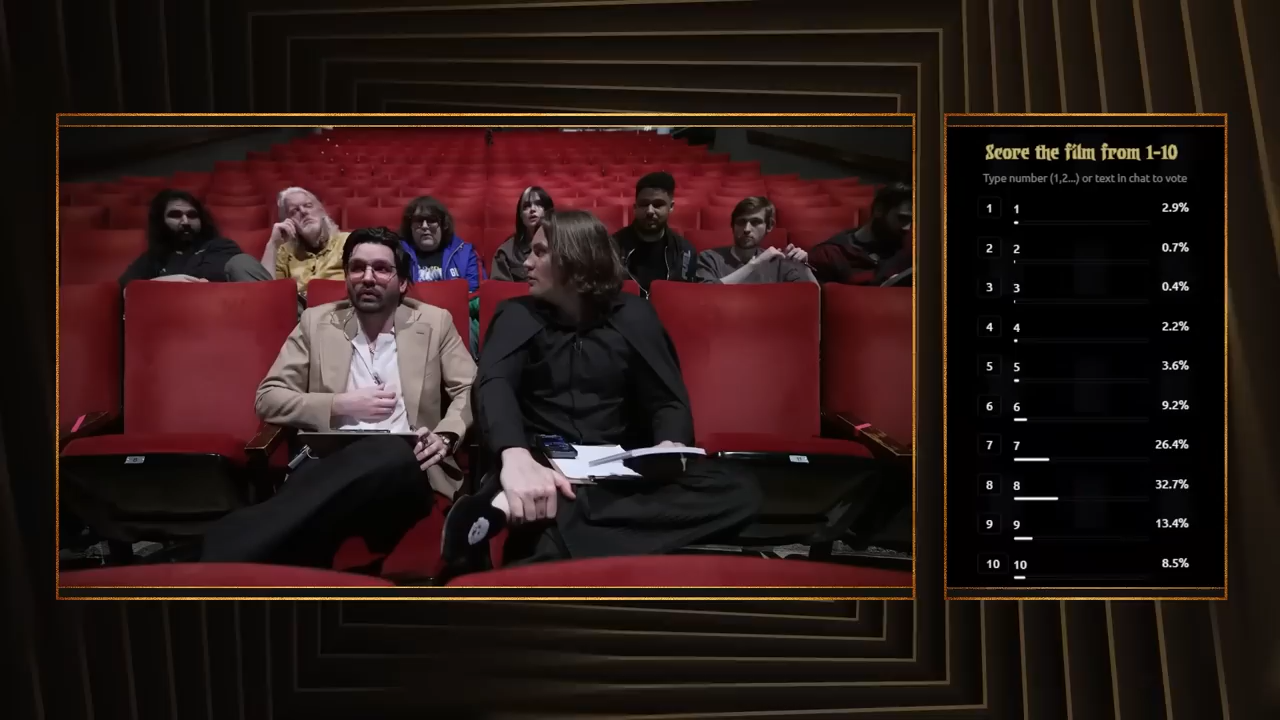 Score the film from 1-10
Type number (1,2...) or text in chat to vote
1 1 2.9%
2 2 0.7%
3 3 0.4%
4 4 2.2%
5 5 3.6%
6 6 9.2%
7 7 26.4%
8 8 32.7%
9 9 13.4%
10 10 8.5%